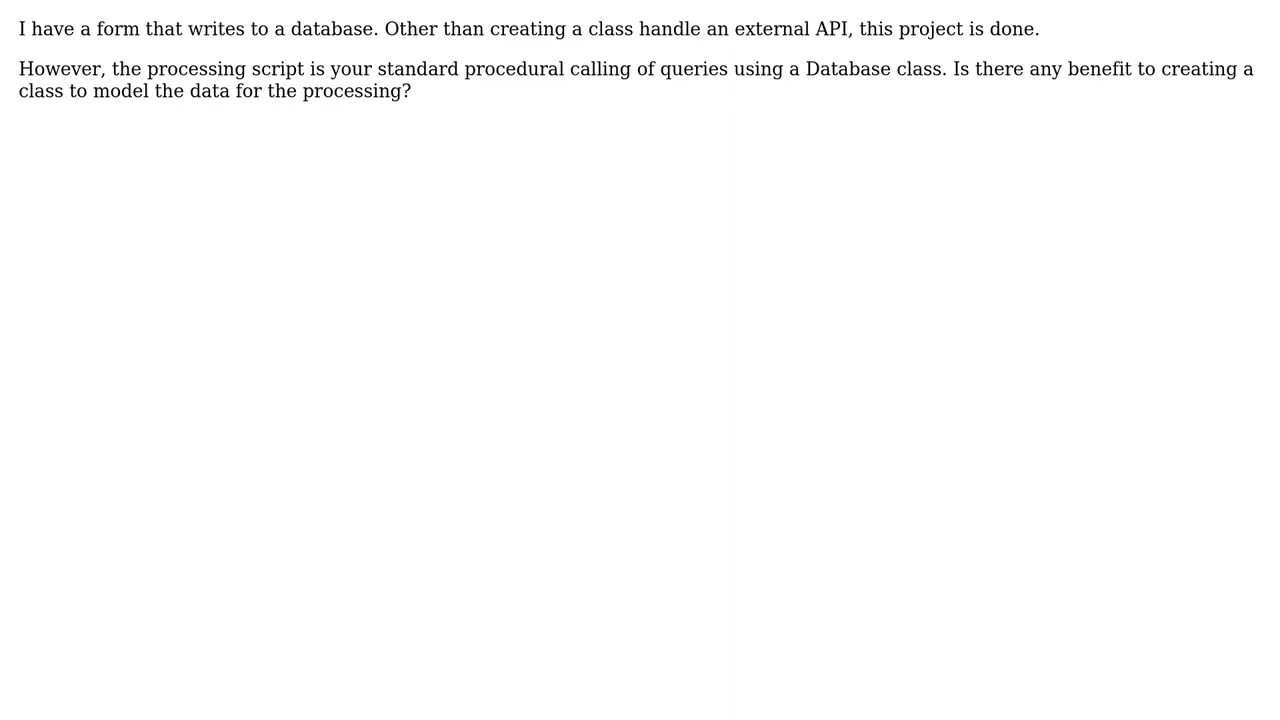 I have a form that writes to a database. Other than creating a class handle an external API, this project is done.
However, the processing script is your standard procedural calling of queries using a Database class. Is there any benefit to creating a
class to model the data for the processing?